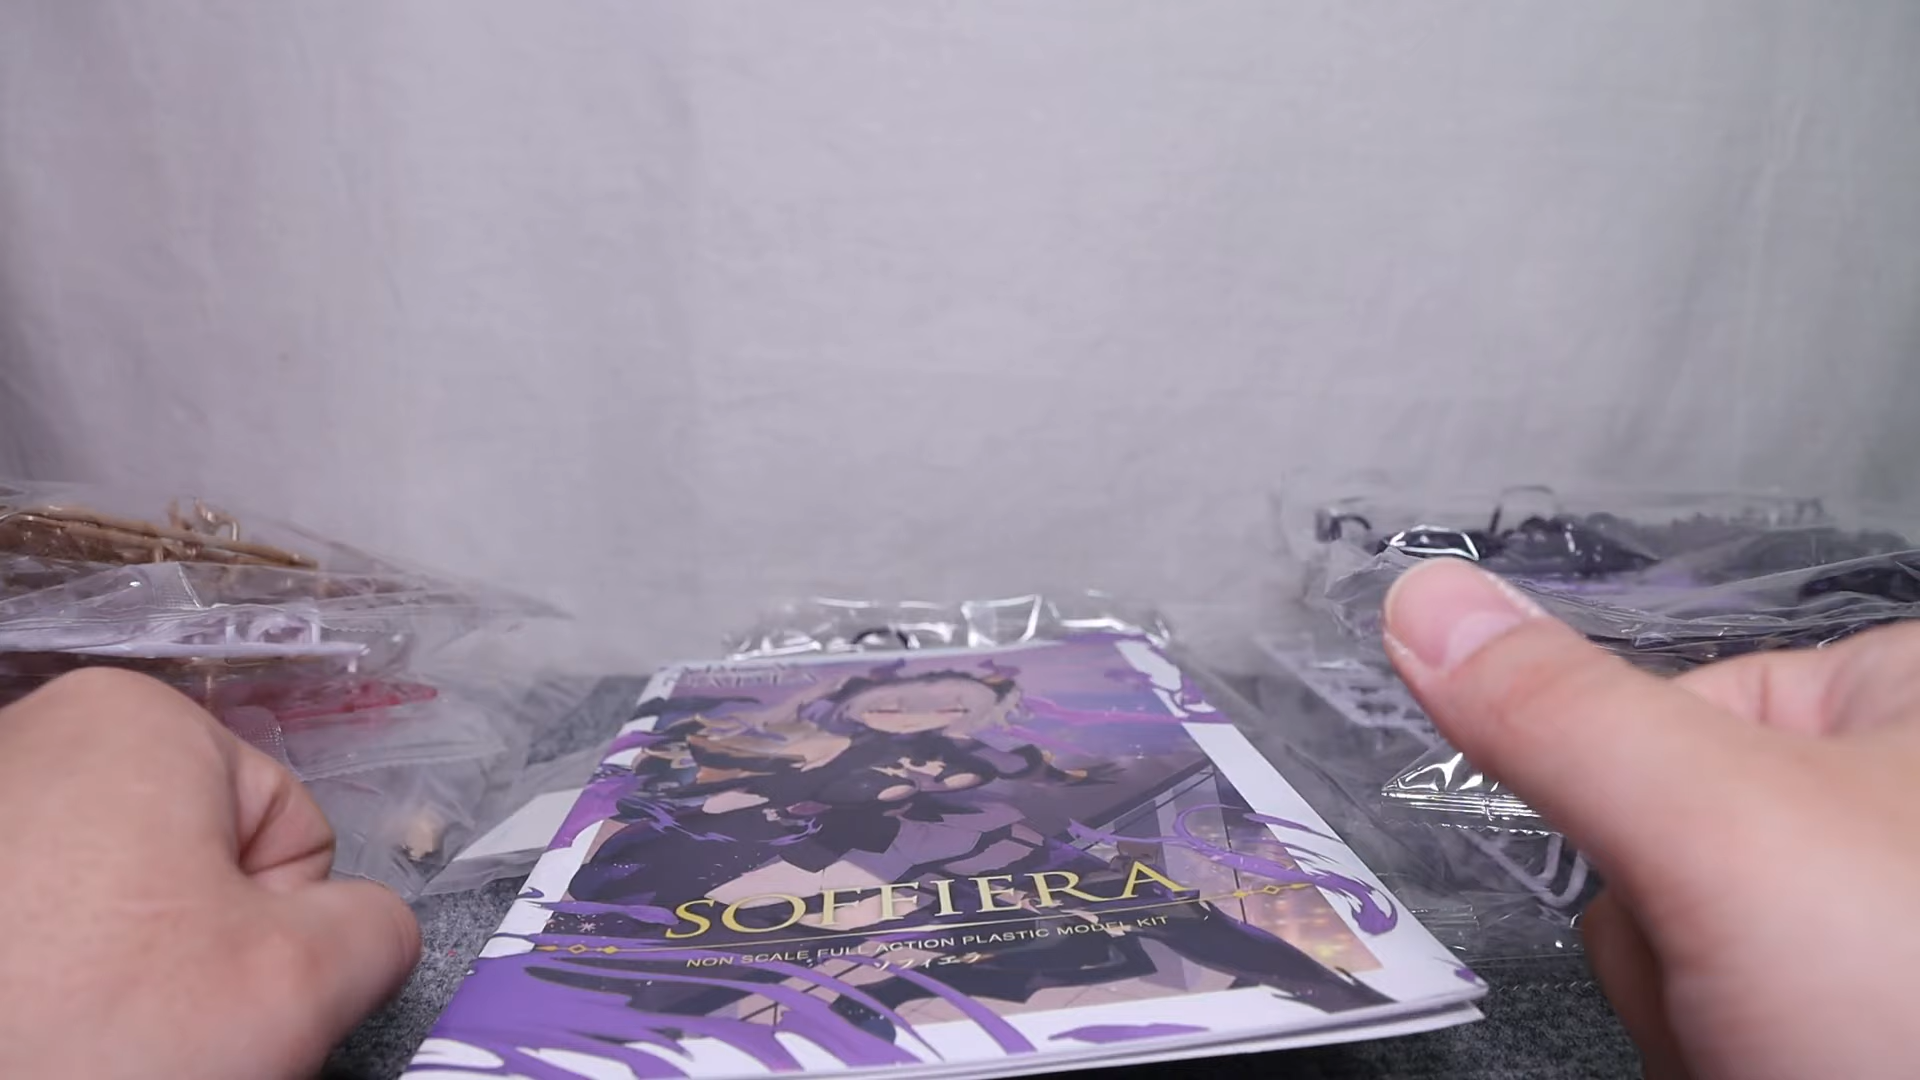 SOFFIERA
NON SCALE FULL ACTION PLASTIC MODEL KIT
ソフィエラ